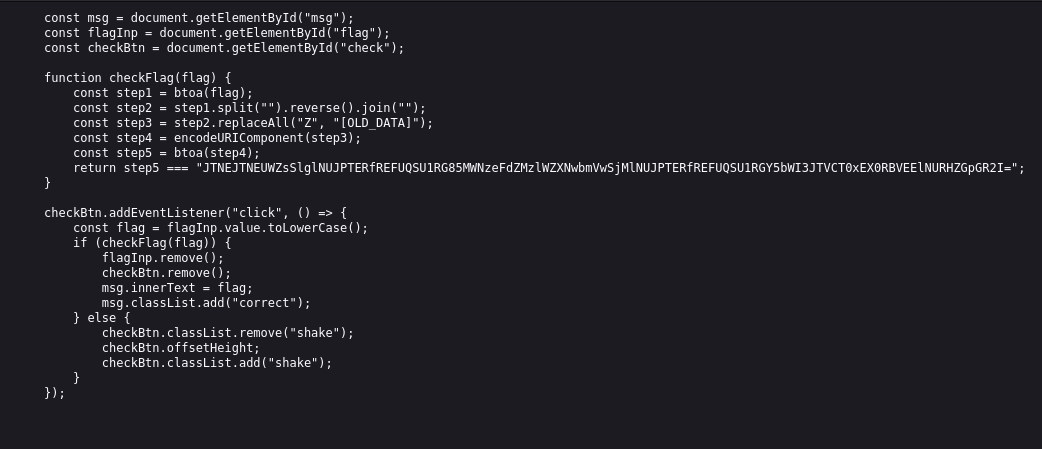 const msg = document.getElementById("msg");
const flagInp = document.getElementById("flag");
const checkBtn = document.getElementById("check");
function checkFlag(flag) {
const step1 = btoa(flag);
const step2 = step1.split("").reverse().join("");
const step3 = step2.replaceAll("Z", "[OLD_DATA]");
const step4 = encodeURIComponent(step3);
const step5 = btoa(step4);
return step5 === "JTNEJTNEUWZsSlglNUJPTERfREFUQSU1RG85MWNzeFdZMzlWZXNwbmVwSjMlNUJPTERfREFUQSU1RGY5bWI3JTVCT0xEX0RBVEElNURHZGpGR2I=";
}
checkBtn.addEventListener("click", () => {
const flag = flagInp.value.toLowerCase();
if (checkFlag(flag)) {
flagInp.remove();
checkBtn.remove();
msg.innerText = flag;
msg.classList.add("correct");
} else {
checkBtn.classList.remove("shake");
checkBtn.offsetHeight;
checkBtn.classList.add("shake");
}
});